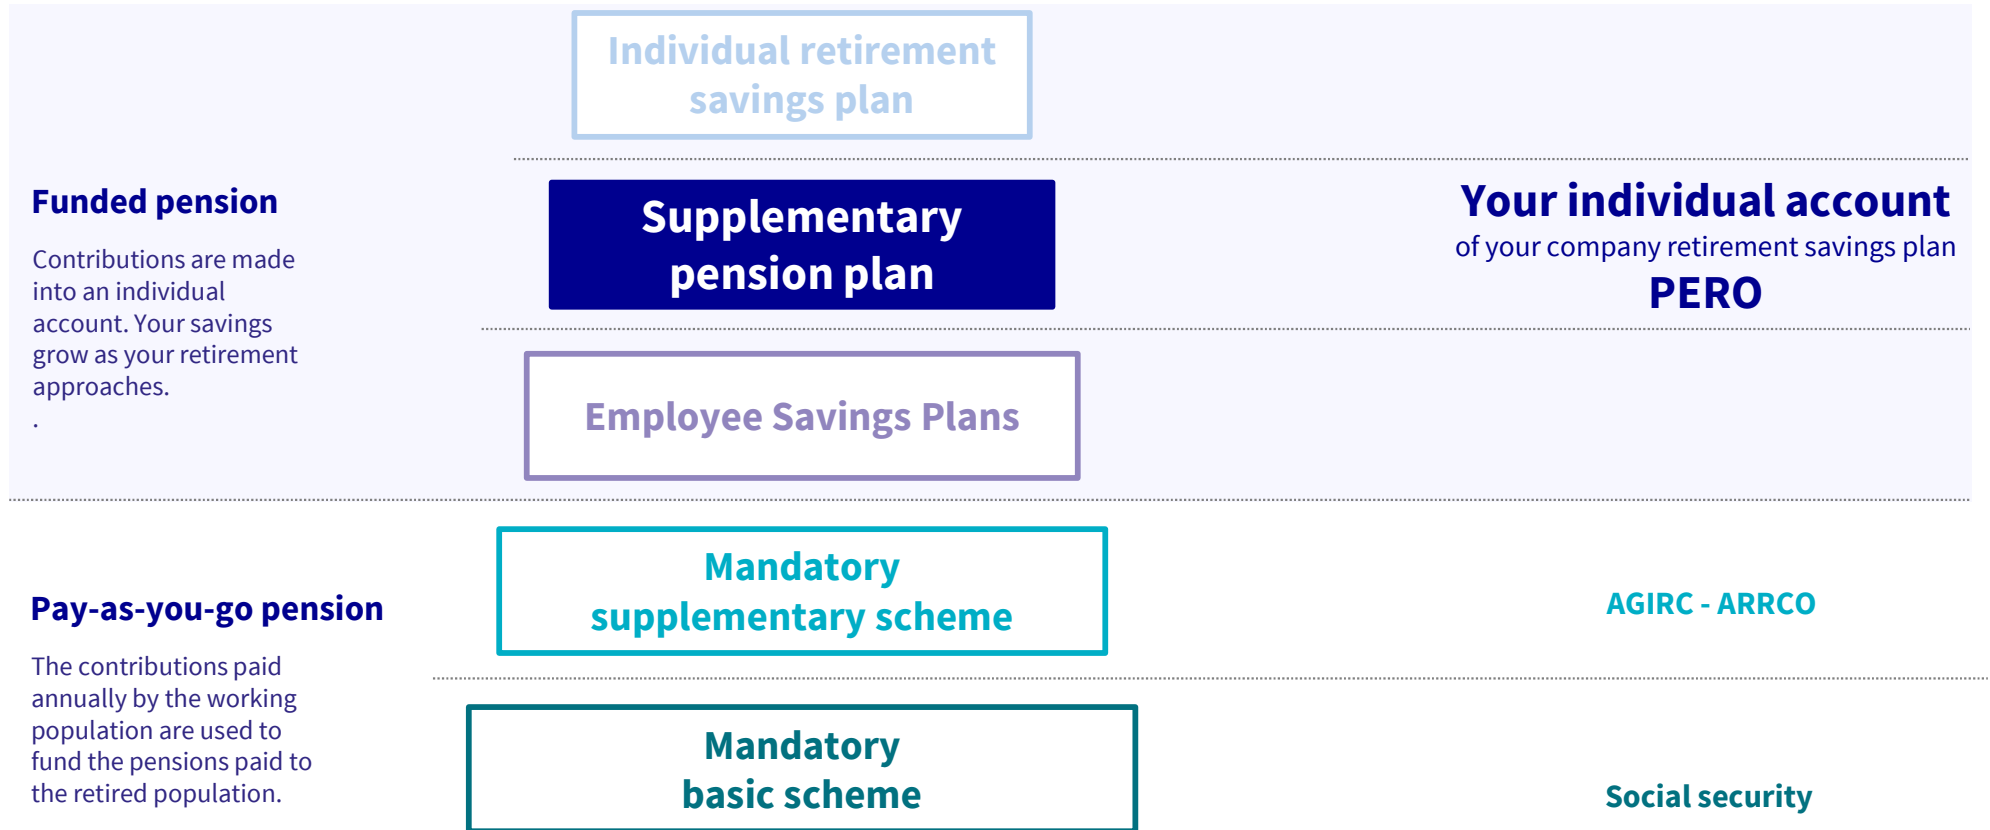 Individual retirement
savings plan
Funded pension
Contributions are made
into an individual
account. Your savings
grow as your retirement
approaches.
.
Supplementary
pension plan
Your individual account
of your company retirement savings plan
PERO
Employee Savings Plans
Pay-as-you-go pension
The contributions paid
annually by the working
population are used to
fund the pensions paid to
the retired population.
Mandatory
supplementary scheme
AGIRC - ARRCO
Mandatory
basic scheme
Social security